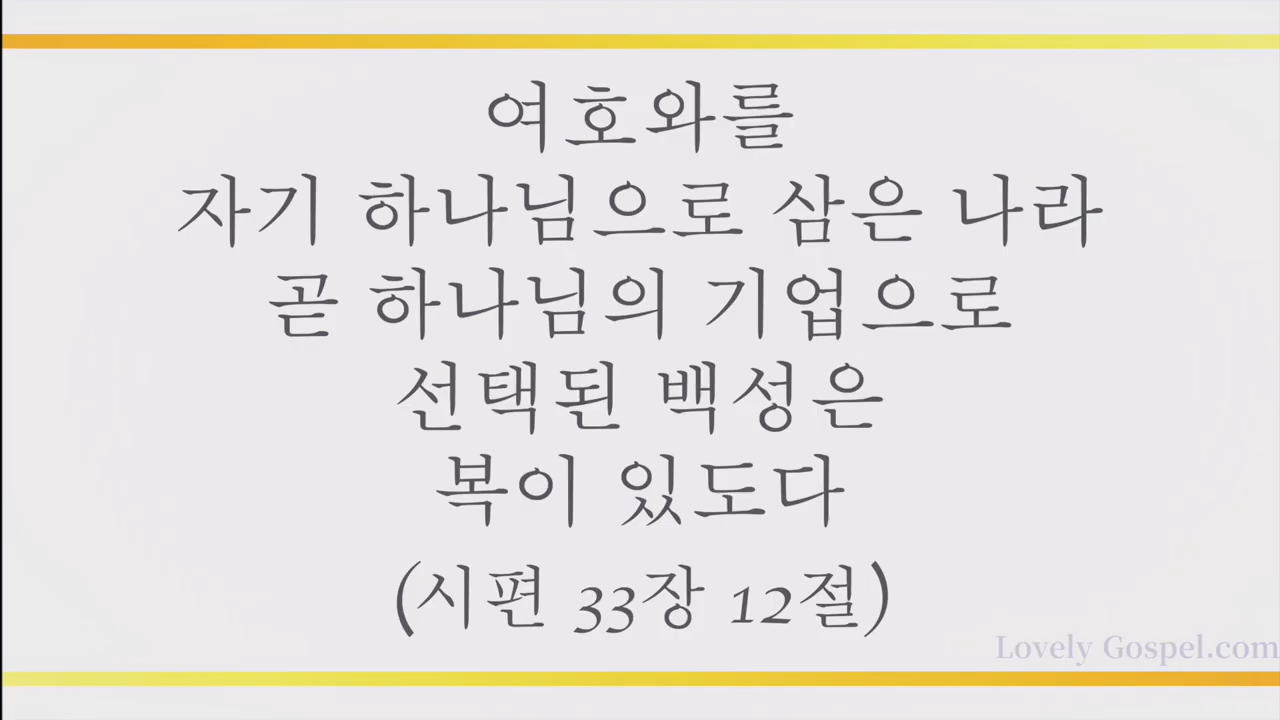 여호와를
자기 하나님으로 삼은 나라
곧 하나님의 기업으로
선택된 백성은
복이 있도다
(시편 33장 12절)
Lovely Gospel.com